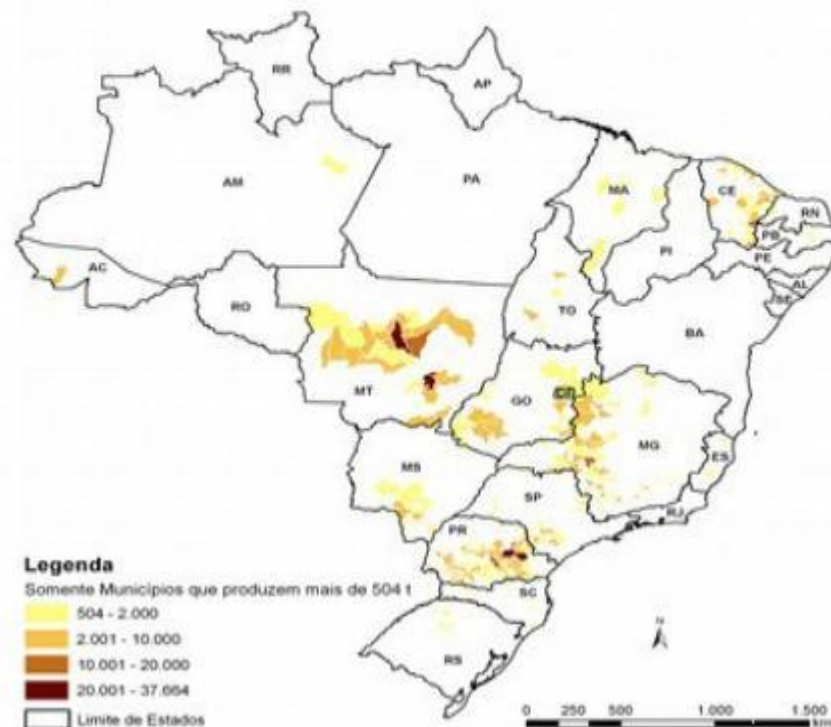 RR
AP
AM
PA
MA
CE
RN
PB
PE
PI
AL
SE
AC
RO
TO
BA
MT
GO
MG
ES
MS
SP
RJ
PR
SC
RS
Legenda
Somente Municípios que produzem mais de 504 t
504 - 2.000
2.001 - 10.000
10.001 - 20.000
20.001 - 37.664
Limite de Estados
N
0 250 500 1.000 1.500